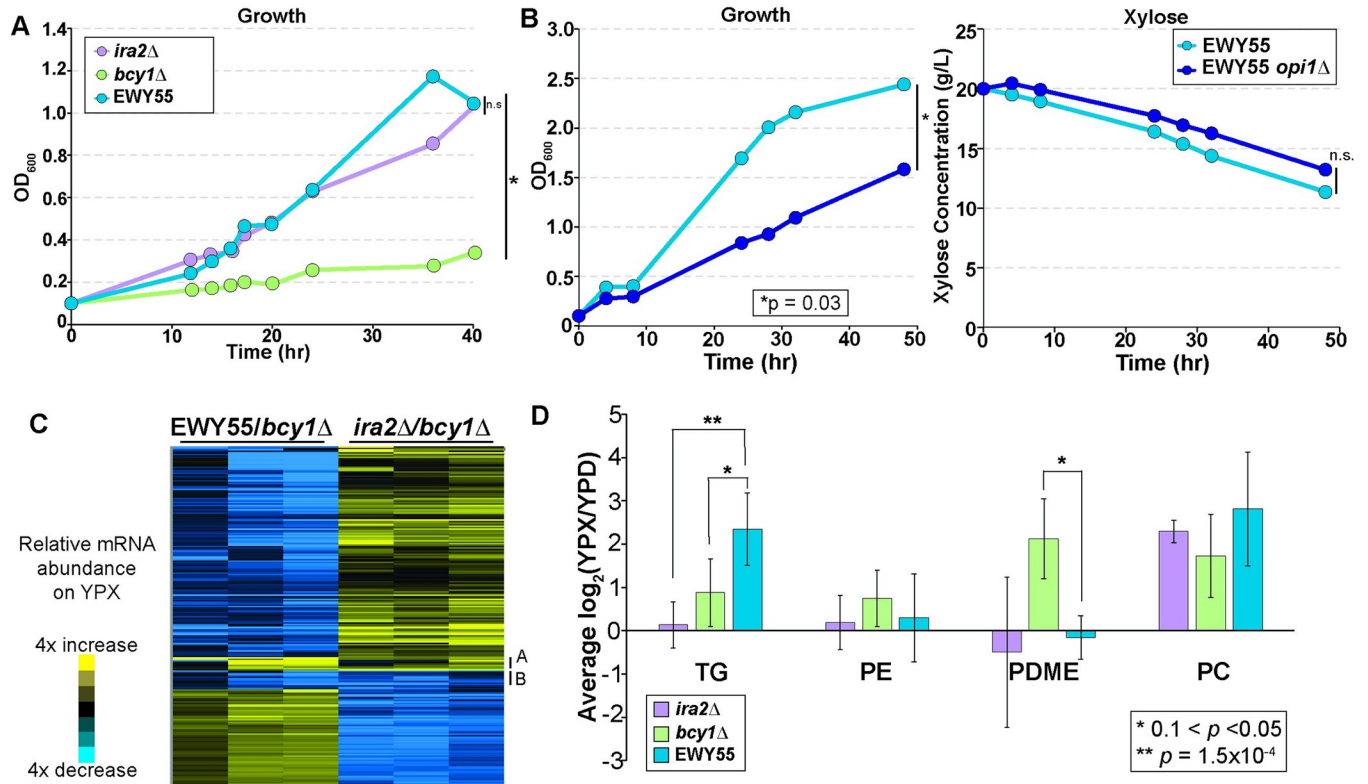 A
Growth
OD600
1.4
1.2
1.0
0.8
0.6
0.4
0.2
0
ira2Δ
bcy1Δ
EWY55
n.s
*
0
10
20
30
40
Time (hr)
B
Growth
OD600
3.0
2.5
2.0
1.5
1.0
0.5
0
*
*p = 0.03
0
10
20
30
40
50
Time (hr)
Xylose
Xylose Concentration (g/L)
25
20
15
10
5
0
EWY55
EWY55 opi1Δ
n.s.
0
10
20
30
40
50
Time (hr)
C
EWY55/bcy1Δ
ira2Δ/bcy1Δ
Relative mRNA
abundance
on YPX
4x increase
4x decrease
A
B
D
Average log2(YPX/YPD)
5
4
3
2
1
0
-1
-2
-3
**
*
*
TG
PE
PDME
PC
ira2Δ
bcy1Δ
EWY55
* 0.1 < p <0.05
** p = 1.5x10-4